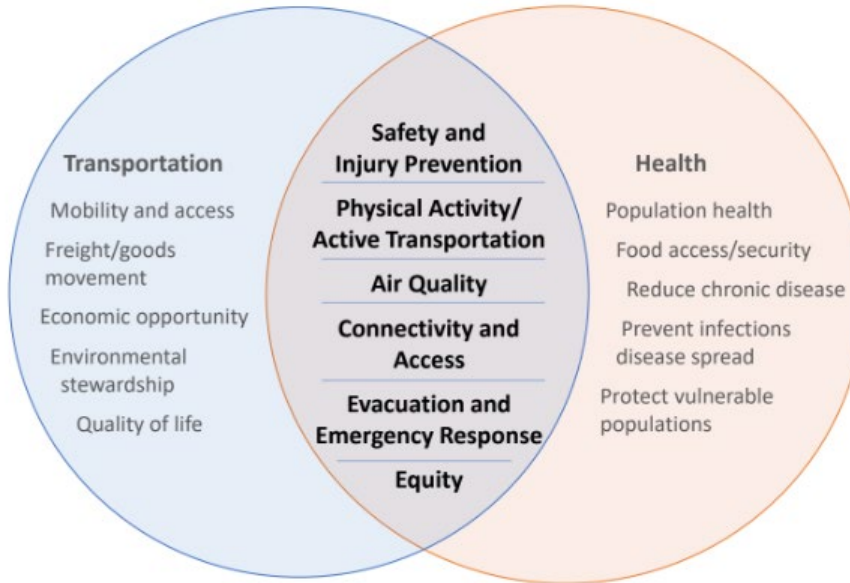 Transportation
Mobility and access
Freight/goods
movement
Economic opportunity
Environmental
stewardship
Quality of life
Safety and
Injury Prevention
Physical Activity/
Active Transportation
Air Quality
Connectivity and
Access
Evacuation and
Emergency Response
Equity
Health
Population health
Food access/security
Reduce chronic disease
Prevent infections
disease spread
Protect vulnerable
populations